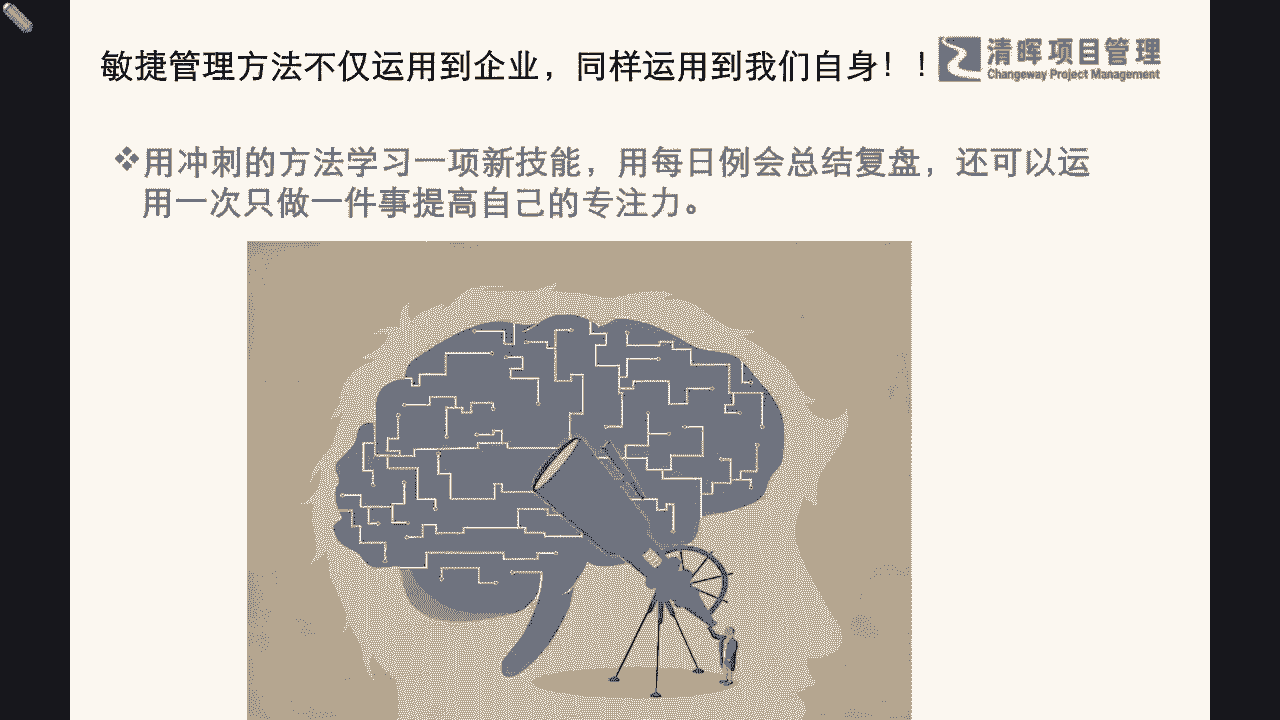 敏捷管理方法不仅运用到企业，同样运用到我们自身！！
清晖项目管理
Changeway Project Management
❖用冲刺的方法学习一项新技能，用每日例会总结复盘，还可以运
用一次只做一件事提高自己的专注力。